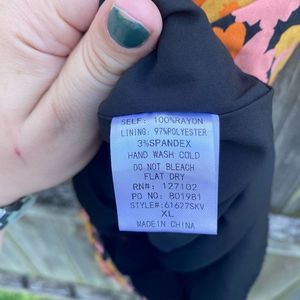 SELF: 100%RAYON
LINING: 97%POLYESTER
3%SPANDEX
HAND WASH COLD
DO NOT BLEACH
FLAT DRY
RN#: 127102
PO NO: 801981
STYLE#:61627SKV
XL
MADE IN CHINA